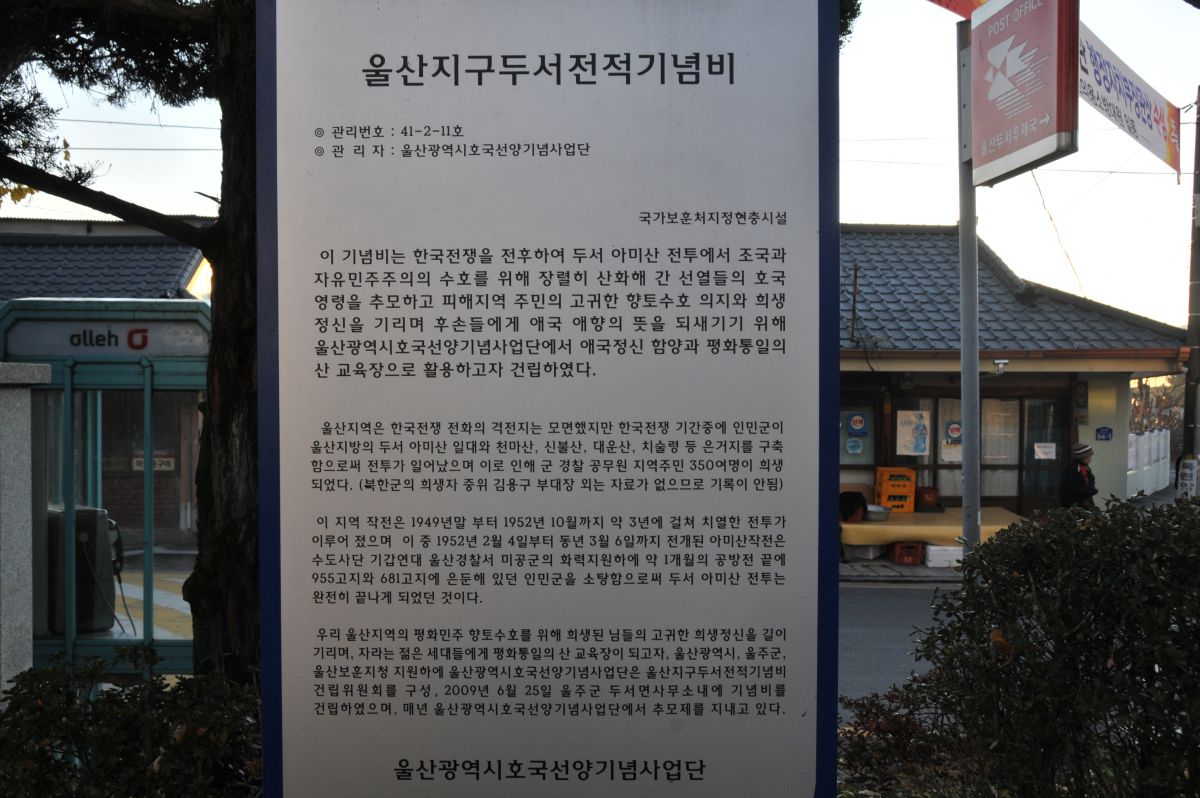 울산지구두서전적기념비
◎ 관리번호 : 41-2-11호
◎ 관 리 자 : 울산광역시호국선양기념사업단
국가보훈처지정현충시설
이 기념비는 한국전쟁을 전후하여 두서 아미산 전투에서 조국과
자유민주주의의 수호를 위해 장렬히 산화해 간 선열들의 호국
영령을 추모하고 피해지역 주민의 고귀한 향토수호 의지와 희생
정신을 기리며 후손들에게 애국 애향의 뜻을 되새기기 위해
울산광역시호국선양기념사업단에서 애국정신 함양과 평화통일의
산 교육장으로 활용하고자 건립하였다.
울산지역은 한국전쟁 전화의 격전지는 모면했지만 한국전쟁 기간중에 인민군이
울산지방의 두서 아미산 일대와 천마산, 신불산, 대운산, 치술령 등 은거지를 구축
함으로써 전투가 일어났으며 이로 인해 군 경찰 공무원 지역주민 350여명이 희생
되었다. (북한군의 희생자 중위 김용구 부대장 외는 자료가 없으므로 기록이 안됨)
이 지역 작전은 1949년말 부터 1952년 10월까지 약 3년에 걸쳐 치열한 전투가
이루어 졌으며 이 중 1952년 2월 4일부터 동년 3월 6일까지 전개된 아미산작전은
수도사단 기갑연대 울산경찰서 미공군의 화력지원하에 약 1개월의 공방전 끝에
955고지와 681고지에 은둔해 있던 인민군을 소탕함으로써 두서 아미산 전투는
완전히 끝나게 되었던 것이다.
우리 울산지역의 평화민주 향토수호를 위해 희생된 님들의 고귀한 희생정신을 길이
기리며, 자라는 젊은 세대들에게 평화통일의 산 교육장이 되고자, 울산광역시, 울주군,
울산보훈지청 지원하에 울산광역시호국선양기념사업단은 울산지구두서전적기념비
건립위원회를 구성, 2009년 6월 25일 울주군 두서면사무소내에 기념비를
건립하였으며, 매년 울산광역시호국선양기념사업단에서 추모제를 지내고 있다.
울산광역시호국선양기념사업단
olleh
POST OFFICE
울산두서우체국 →
행정자치부장관상
94-1